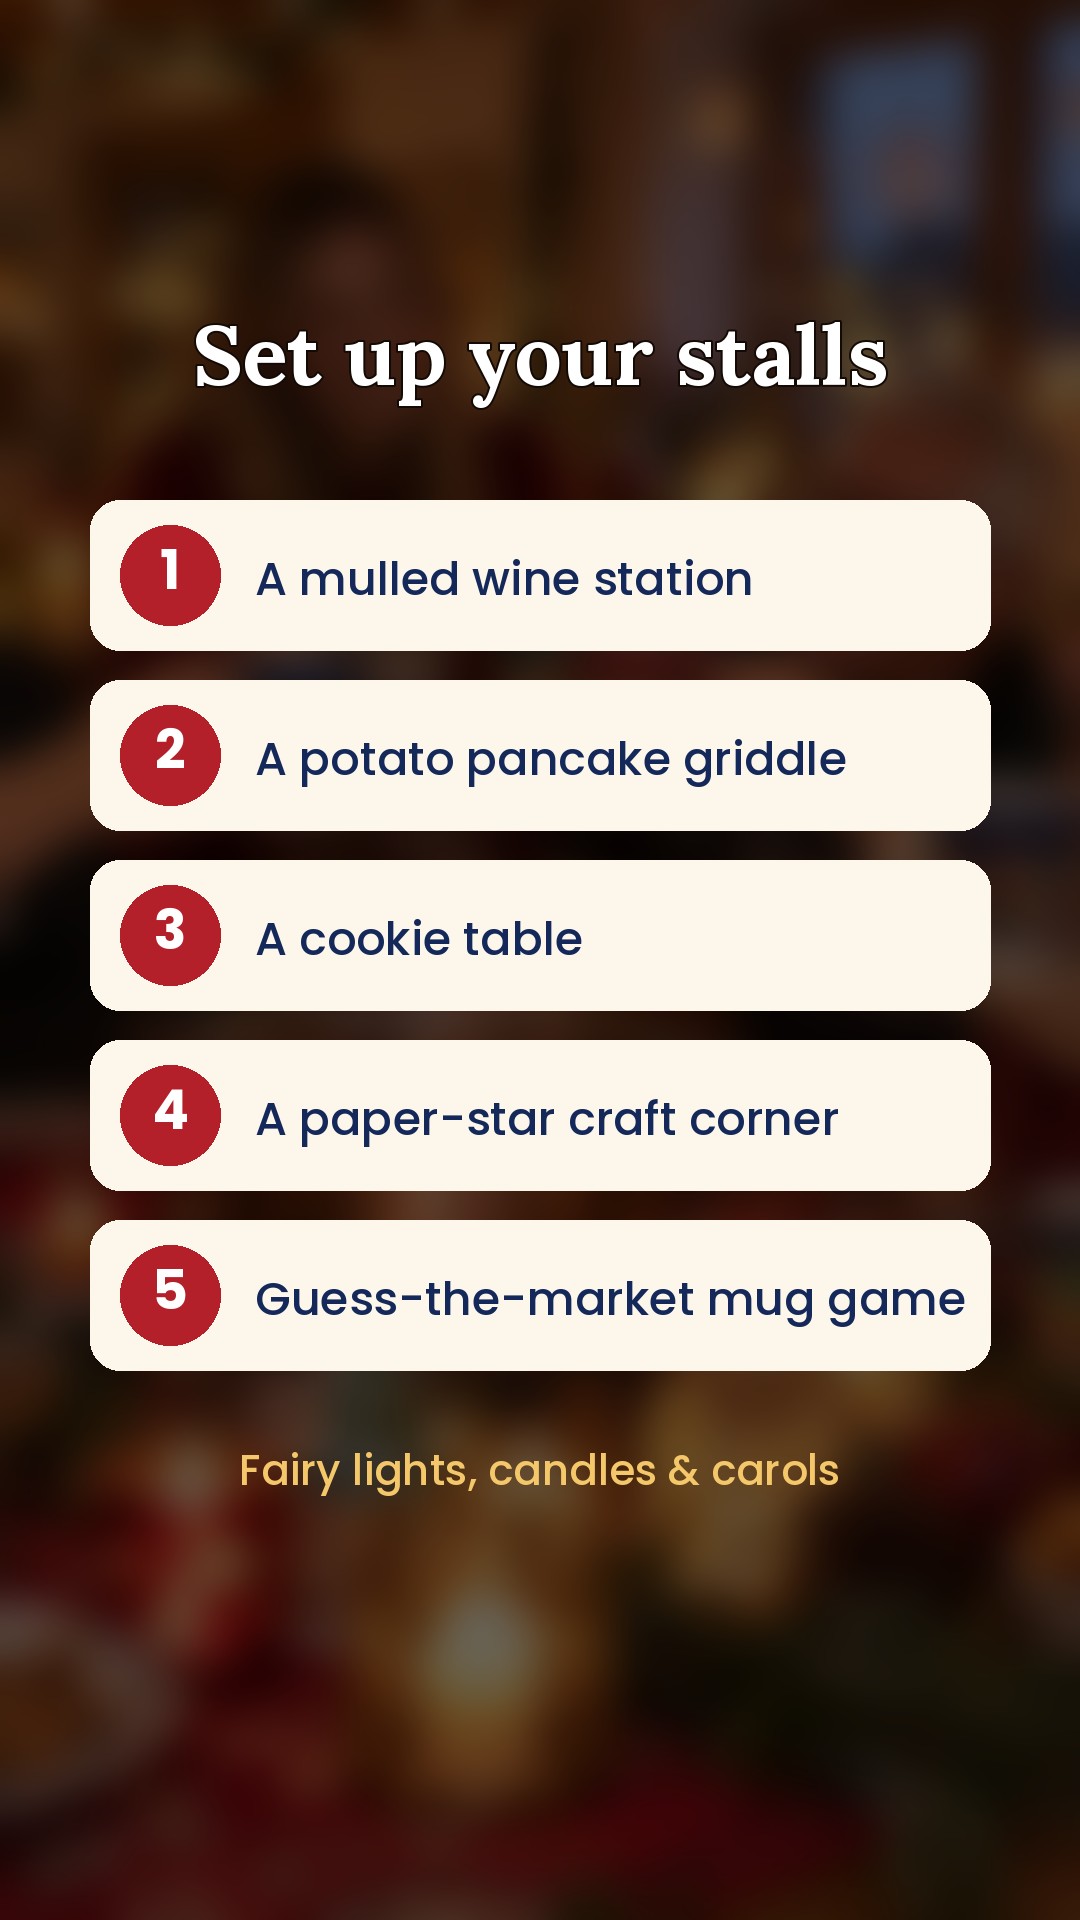 Set up your stalls
1 A mulled wine station
2 A potato pancake griddle
3 A cookie table
4 A paper-star craft corner
5 Guess-the-market mug game
Fairy lights, candles & carols